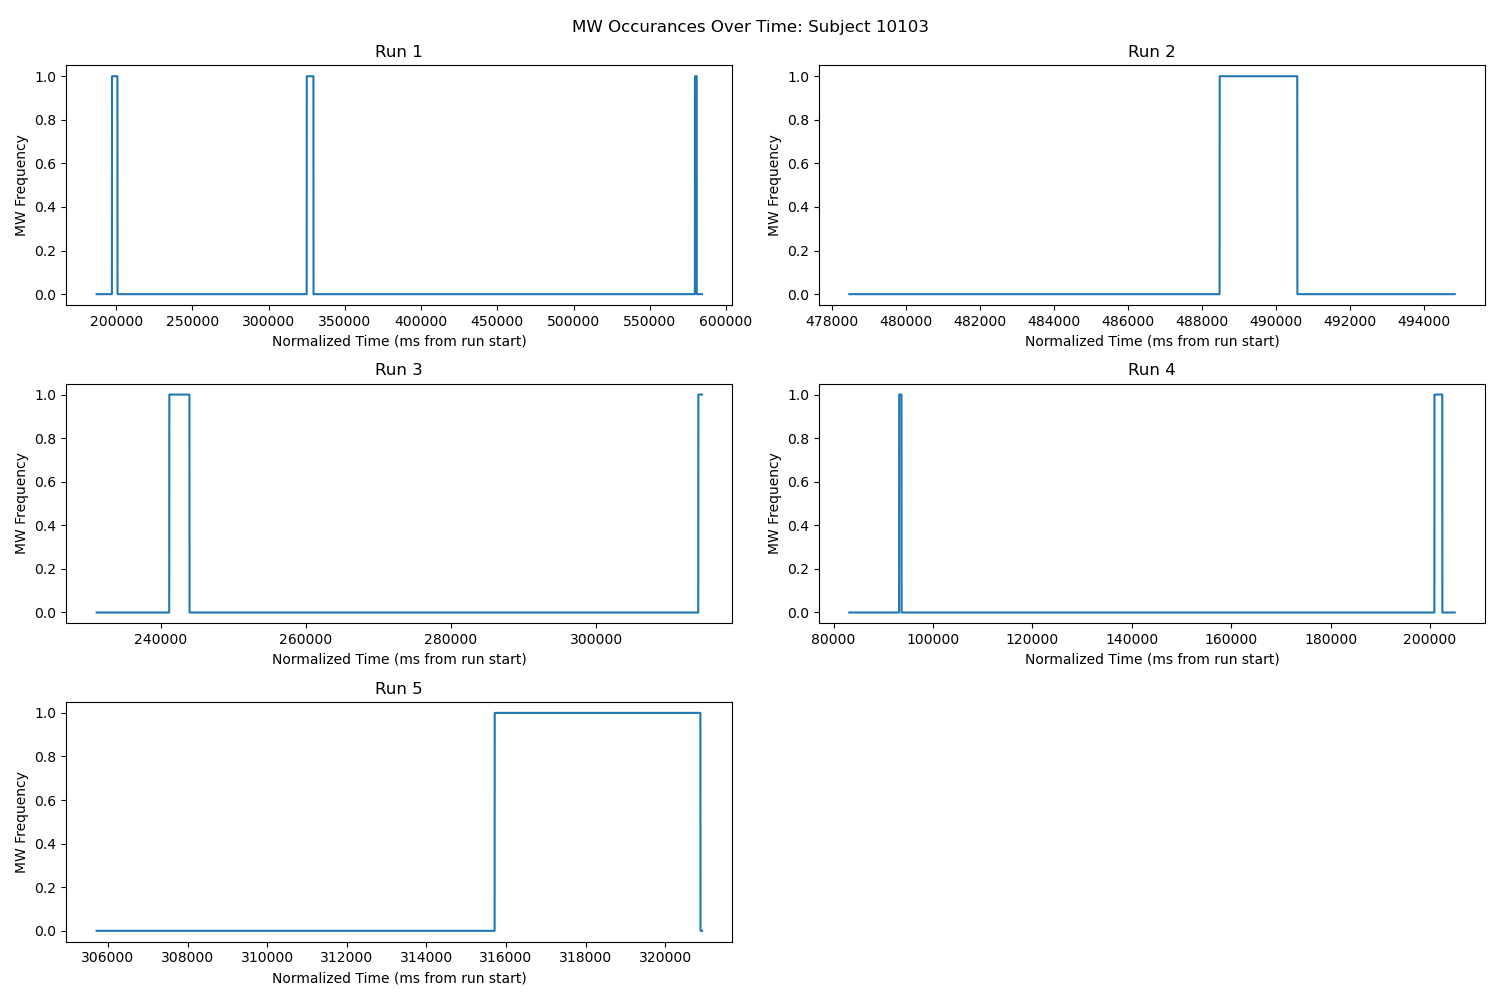 MW Occurances Over Time: Subject 10103
Run 1
1.0
0.8
0.6
0.4
0.2
0.0
MW Frequency
200000 250000 300000 350000 400000 450000 500000 550000 600000
Normalized Time (ms from run start)
Run 2
1.0
0.8
0.6
0.4
0.2
0.0
MW Frequency
478000 480000 482000 484000 486000 488000 490000 492000 494000
Normalized Time (ms from run start)
Run 3
1.0
0.8
0.6
0.4
0.2
0.0
MW Frequency
240000 260000 280000 300000
Normalized Time (ms from run start)
Run 4
1.0
0.8
0.6
0.4
0.2
0.0
MW Frequency
80000 100000 120000 140000 160000 180000 200000
Normalized Time (ms from run start)
Run 5
1.0
0.8
0.6
0.4
0.2
0.0
MW Frequency
306000 308000 310000 312000 314000 316000 318000 320000
Normalized Time (ms from run start)